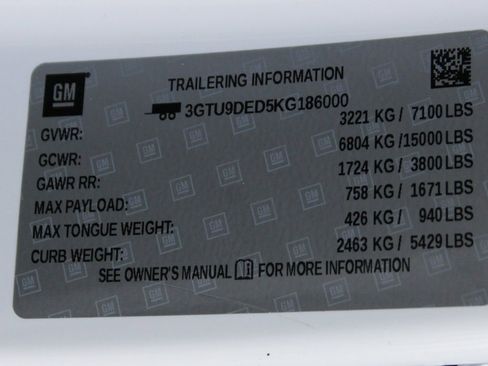 GM
TRAILERING INFORMATION
3GTU9DED5KG186000
GVWR: 3221 KG / 7100 LBS
GCWR: 6804 KG /15000 LBS
GAWR RR: 1724 KG / 3800 LBS
MAX PAYLOAD: 758 KG / 1671 LBS
MAX TONGUE WEIGHT: 426 KG / 940 LBS
CURB WEIGHT: 2463 KG / 5429 LBS
SEE OWNER'S MANUAL FOR MORE INFORMATION